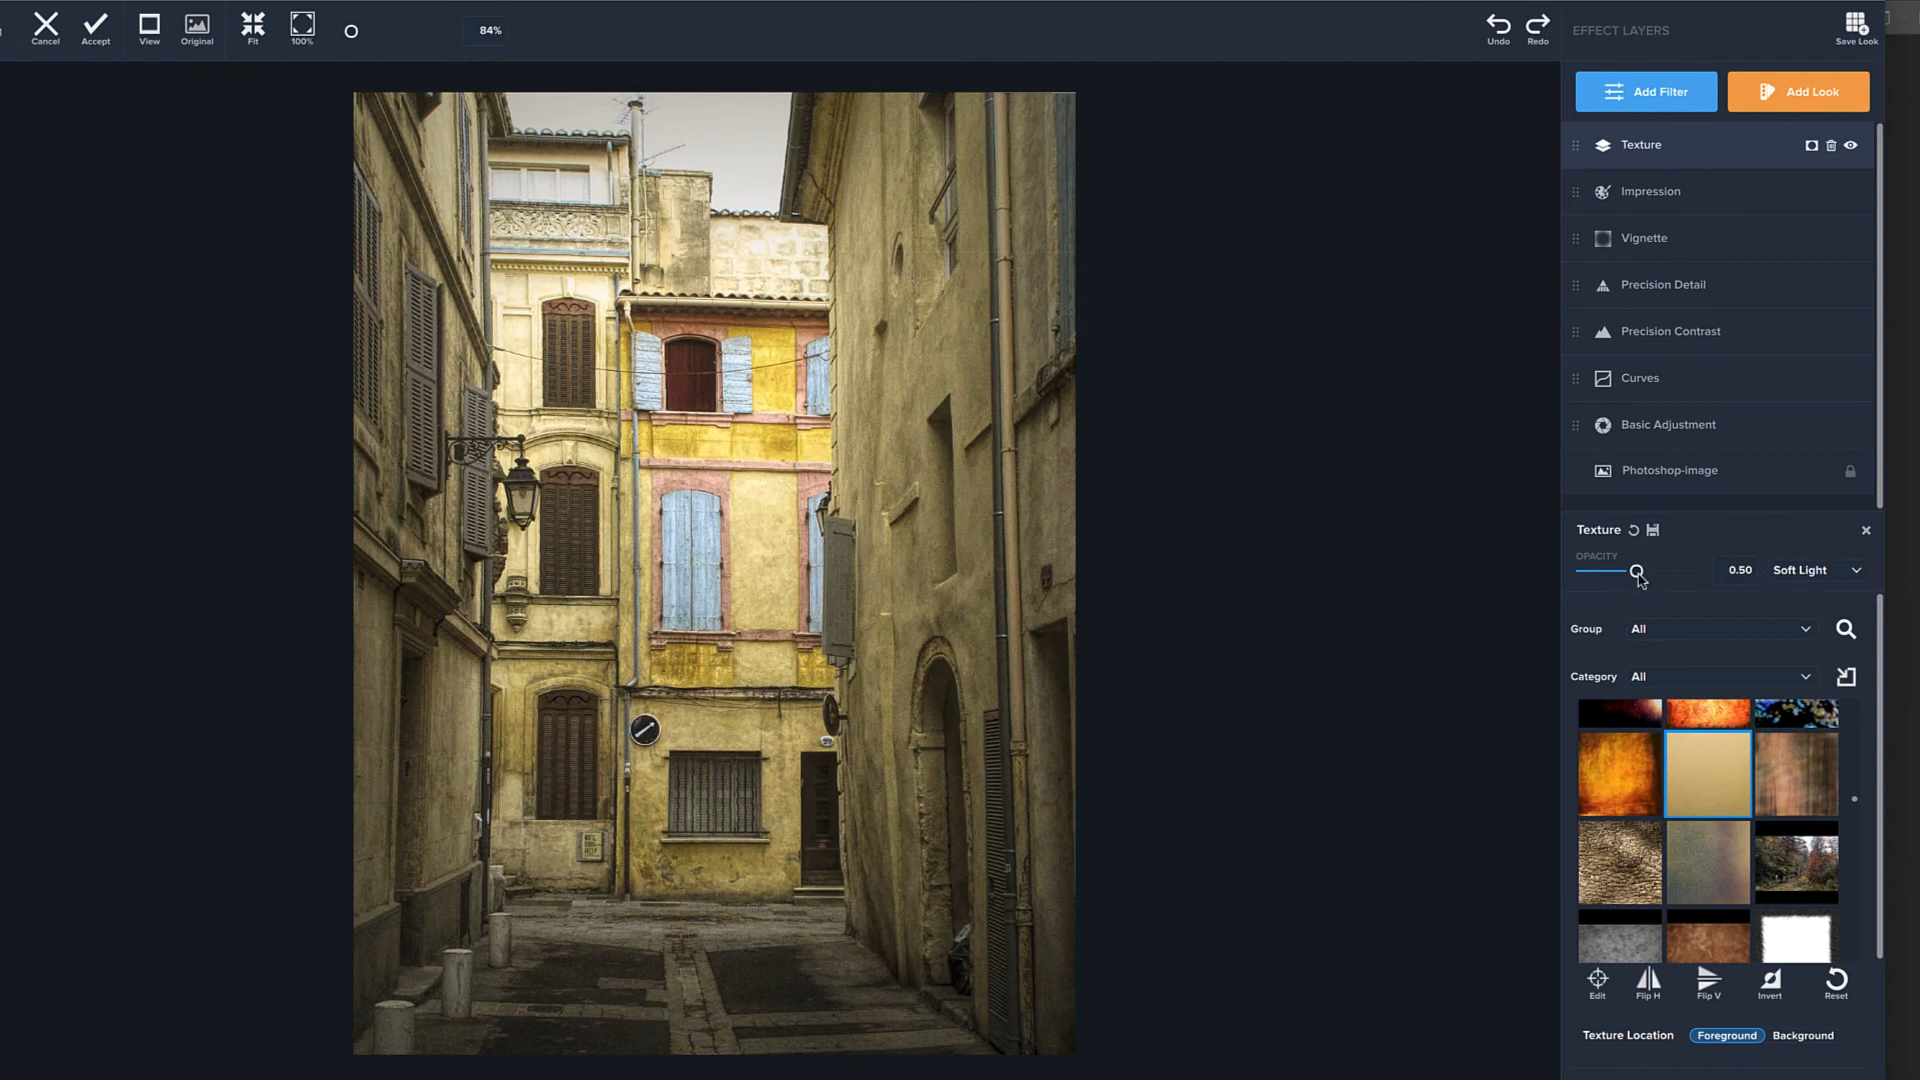 Cancel
Accept
View
Original
Fit
100%
84%
Undo
Redo
EFFECT LAYERS
Save Look
Add Filter
Add Look
Texture
Impression
Vignette
Precision Detail
Precision Contrast
Curves
Basic Adjustment
Photoshop-image
Texture
OPACITY
0.50
Soft Light
Group
All
Category
All
Edit
Flip H
Flip V
Invert
Reset
Texture Location
Foreground
Background